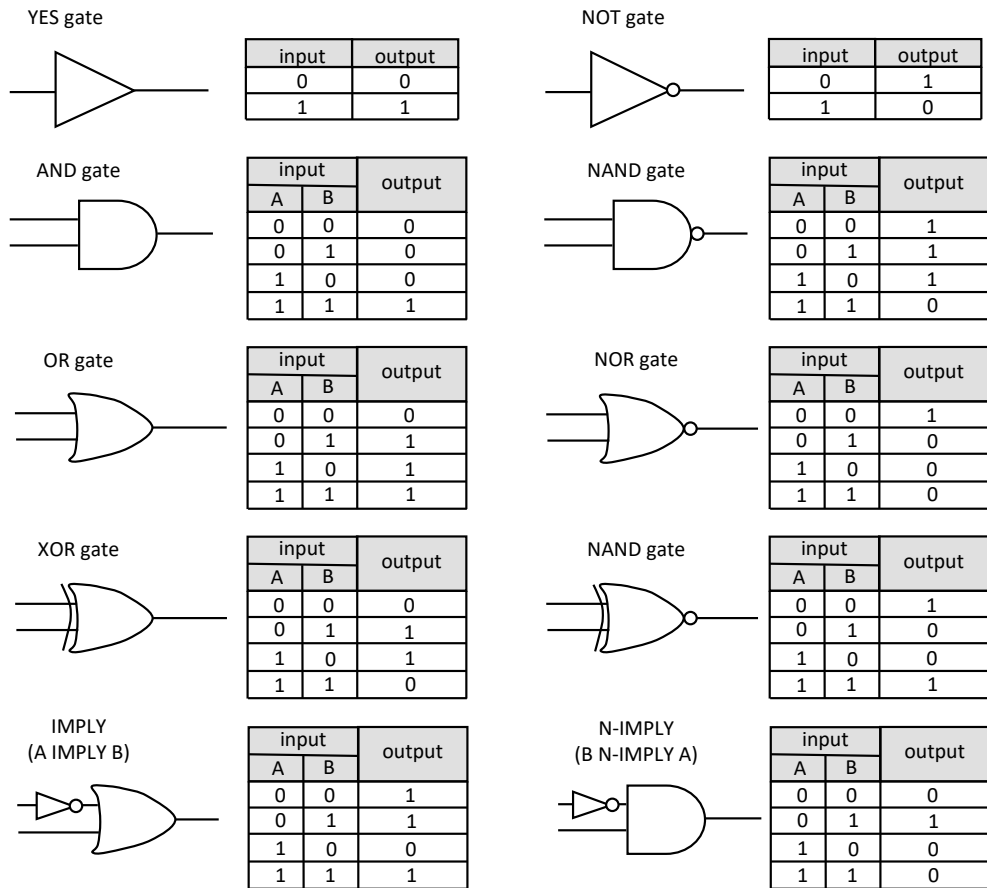 YES gate
input output
0 0
1 1
NOT gate
input output
0 1
1 0
AND gate
input output
A B
0 0 0
0 1 0
1 0 0
1 1 1
NAND gate
input output
A B
0 0 1
0 1 1
1 0 1
1 1 0
OR gate
input output
A B
0 0 0
0 1 1
1 0 1
1 1 1
NOR gate
input output
A B
0 0 1
0 1 0
1 0 0
1 1 0
XOR gate
input output
A B
0 0 0
0 1 1
1 0 1
1 1 0
NAND gate
input output
A B
0 0 1
0 1 0
1 0 0
1 1 1
IMPLY
(A IMPLY B)
input output
A B
0 0 1
0 1 1
1 0 0
1 1 1
N-IMPLY
(B N-IMPLY A)
input output
A B
0 0 0
0 1 1
1 0 0
1 1 0